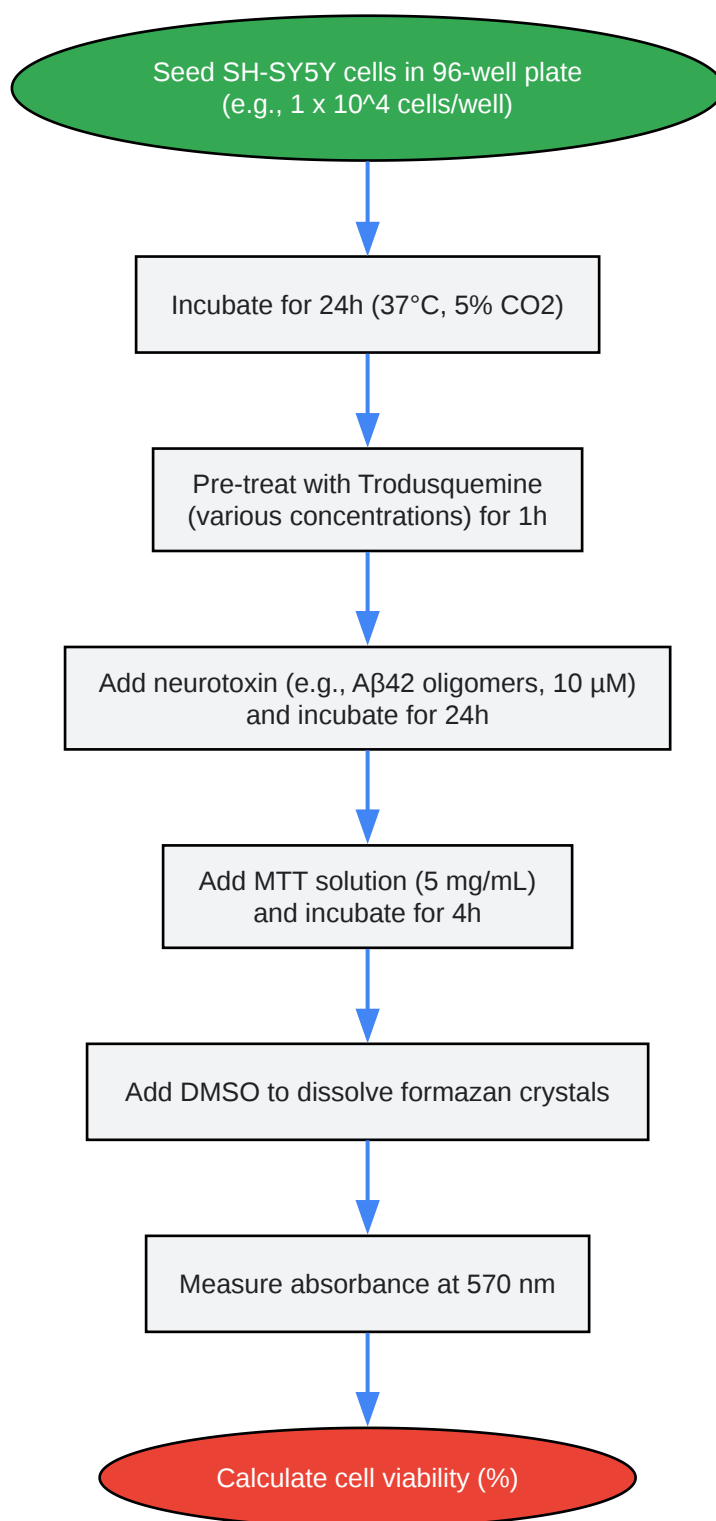 Seed SH-SY5Y cells in 96-well plate
(e.g., 1 x 10^4 cells/well)
Incubate for 24h (37°C, 5% CO2)
Pre-treat with Trodusquemine
(various concentrations) for 1h
Add neurotoxin (e.g., Aβ42 oligomers, 10 µM)
and incubate for 24h
Add MTT solution (5 mg/mL)
and incubate for 4h
Add DMSO to dissolve formazan crystals
Measure absorbance at 570 nm
Calculate cell viability (%)